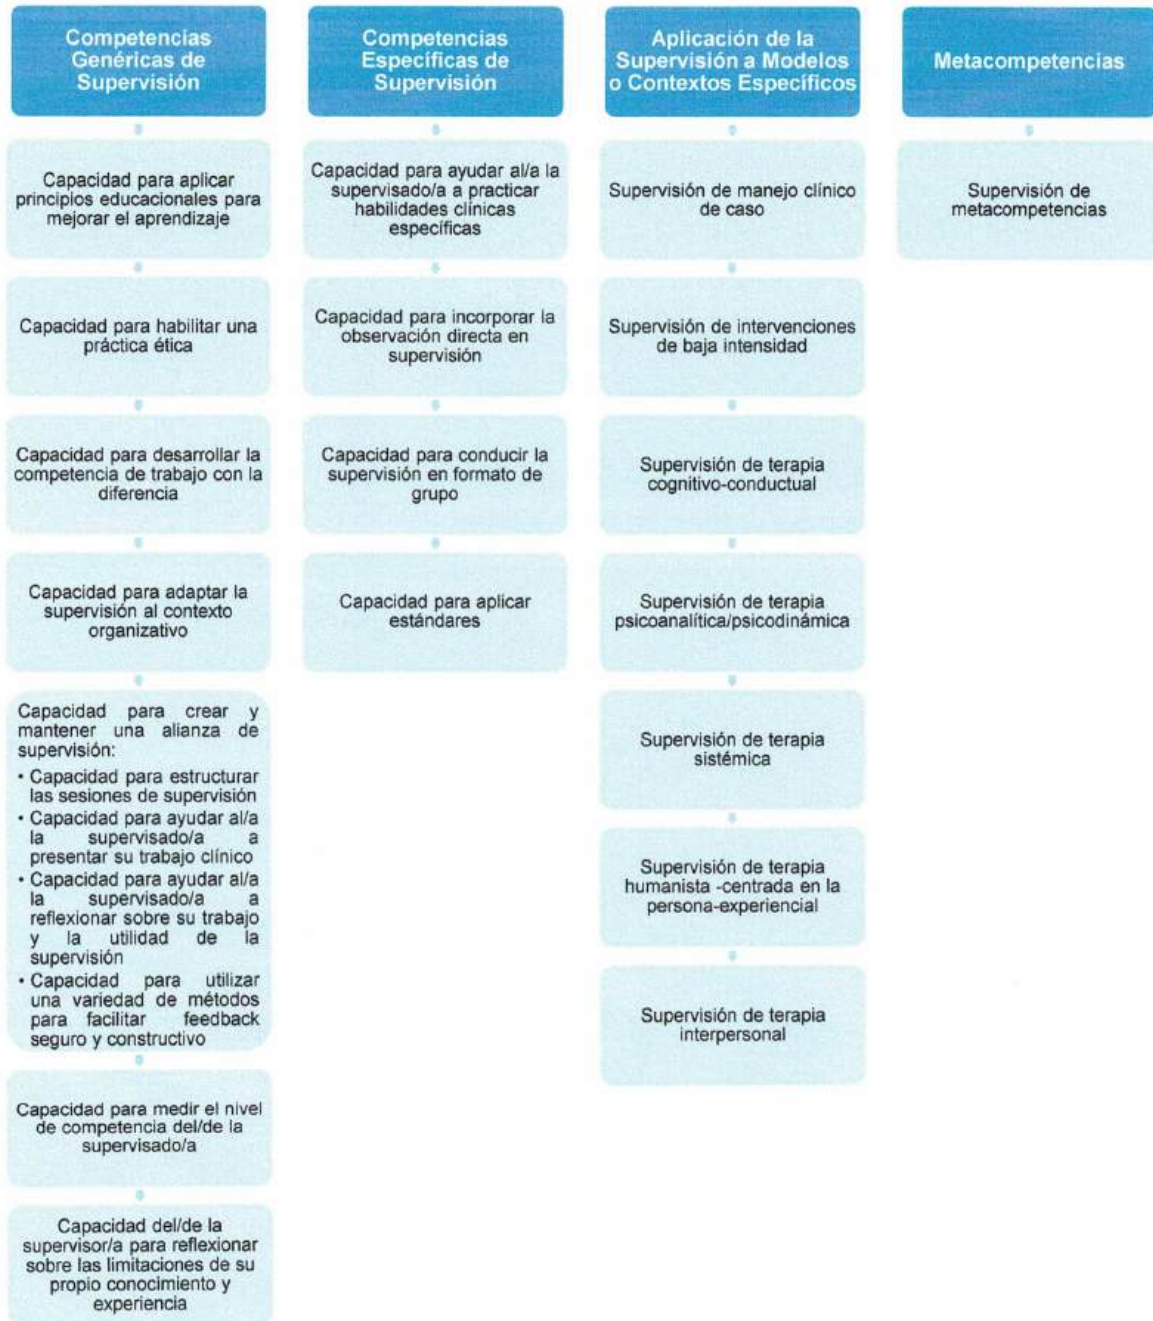 Competencias
Genéricas de
Supervisión
Capacidad para aplicar
principios educacionales para
mejorar el aprendizaje
Capacidad para habilitar una
práctica ética
Capacidad para desarrollar la
competencia de trabajo con la
diferencia
Capacidad para adaptar la
supervisión al contexto
organizativo
Capacidad para crear y
mantener una alianza de
supervisión:
• Capacidad para estructurar
las sesiones de supervisión
• Capacidad para ayudar al/a
la supervisado/a a
presentar su trabajo clínico
• Capacidad para ayudar al/a
la supervisado/a a
reflexionar sobre su trabajo
y la utilidad de la
supervisión
• Capacidad para utilizar
una variedad de métodos
para facilitar feedback
seguro y constructivo
Capacidad para medir el nivel
de competencia del/de la
supervisado/a
Capacidad del/de la
supervisor/a para reflexionar
sobre las limitaciones de su
propio conocimiento y
experiencia
Competencias
Específicas de
Supervisión
Capacidad para ayudar al/a la
supervisado/a a practicar
habilidades clínicas
específicas
Capacidad para incorporar la
observación directa en
supervisión
Capacidad para conducir la
supervisión en formato de
grupo
Capacidad para aplicar
estándares
Aplicación de la
Supervisión a Modelos
o Contextos Específicos
Supervisión de manejo clínico
de caso
Supervisión de intervenciones
de baja intensidad
Supervisión de terapia
cognitivo-conductual
Supervisión de terapia
psicoanalítica/psicodinámica
Supervisión de terapia
sistémica
Supervisión de terapia
humanista -centrada en la
persona-experiencial
Supervisión de terapia
interpersonal
Metacompetencias
Supervisión de
metacompetencias